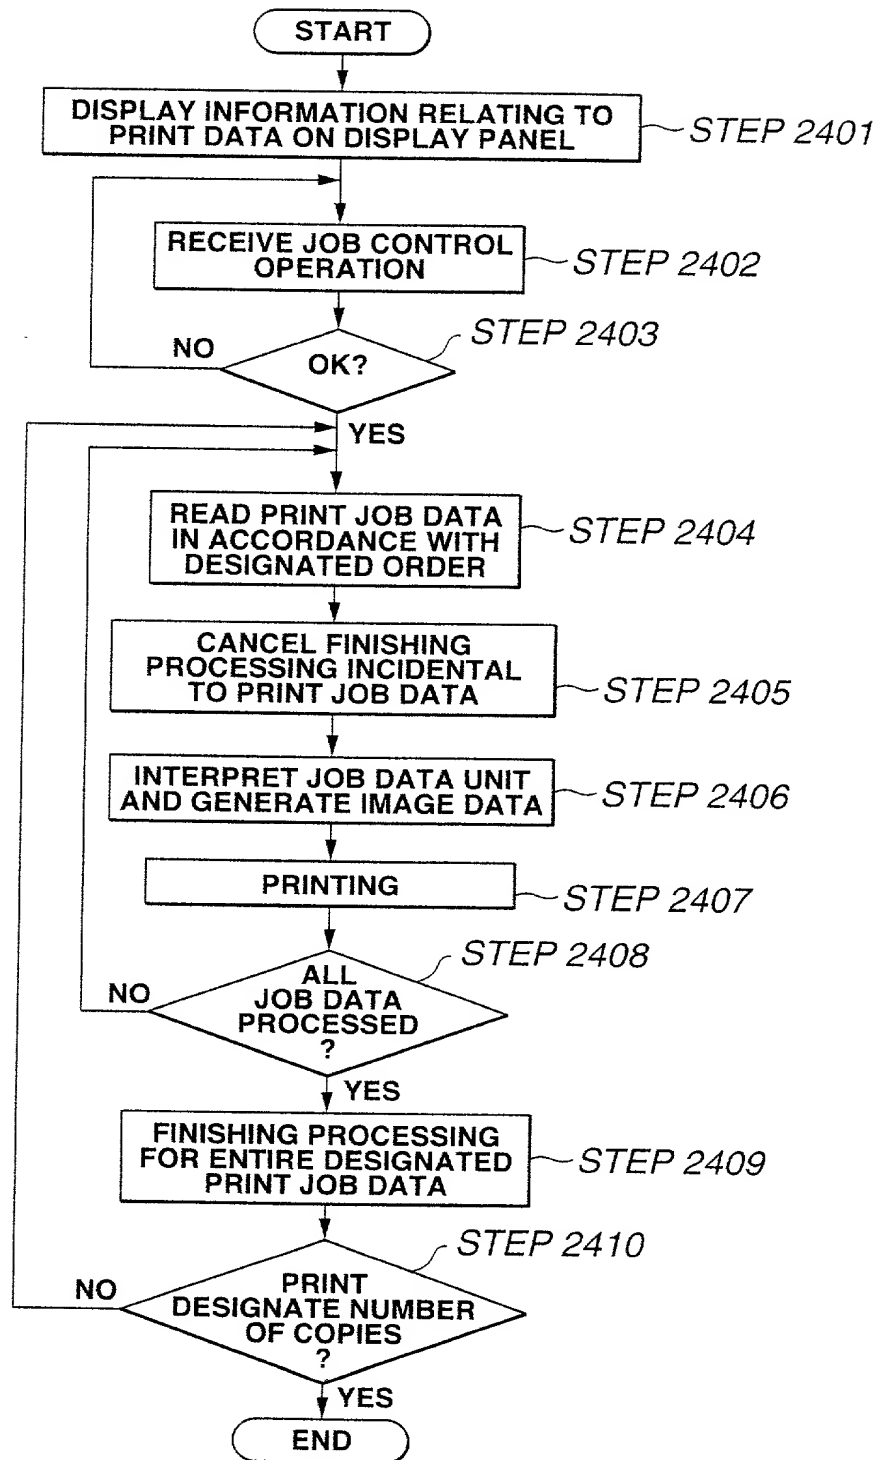 START
DISPLAY INFORMATION RELATING TO
PRINT DATA ON DISPLAY PANEL
STEP 2401
RECEIVE JOB CONTROL
OPERATION
STEP 2402
STEP 2403
NO
OK?
YES
READ PRINT JOB DATA
IN ACCORDANCE WITH
DESIGNATED ORDER
STEP 2404
CANCEL FINISHING
PROCESSING INCIDENTAL
TO PRINT JOB DATA
STEP 2405
INTERPRET JOB DATA UNIT
AND GENERATE IMAGE DATA
STEP 2406
PRINTING
STEP 2407
STEP 2408
NO
ALL
JOB DATA
PROCESSED
?
YES
FINISHING PROCESSING
FOR ENTIRE DESIGNATED
PRINT JOB DATA
STEP 2409
STEP 2410
NO
PRINT
DESIGNATE NUMBER
OF COPIES
?
YES
END